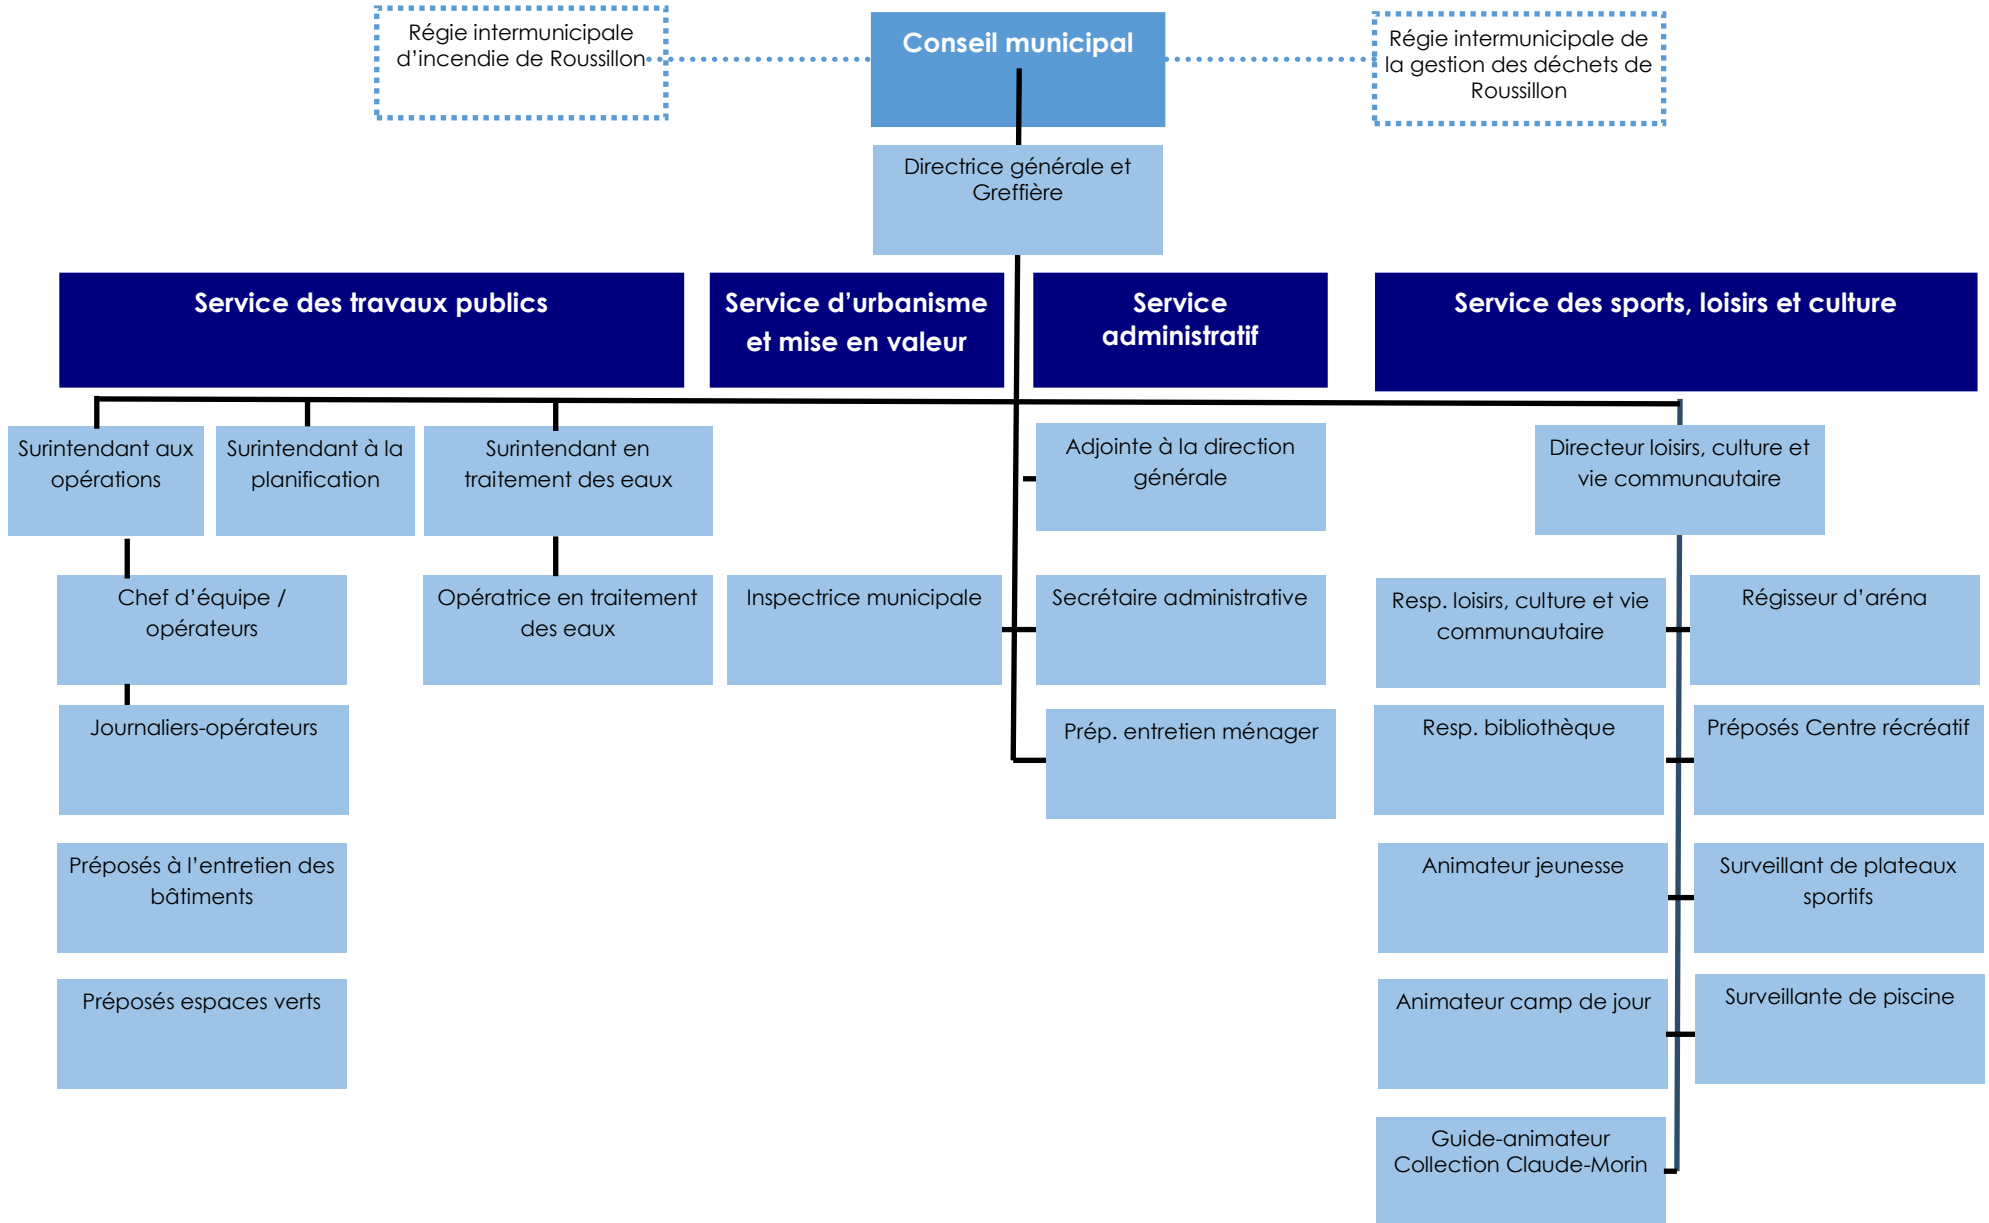 Régie intermunicipale
d'incendie de Roussillon
Conseil municipal
Régie intermunicipale de
la gestion des déchets de
Roussillon
Directrice générale et
Greffière
Service des travaux publics
Service d'urbanisme
et mise en valeur
Service
administratif
Service des sports, loisirs et culture
Surintendant aux
opérations
Surintendant à la
planification
Surintendant en
traitement des eaux
Adjointe à la direction
générale
Directeur loisirs, culture et
vie communautaire
Chef d'équipe /
opérateurs
Opératrice en traitement
des eaux
Inspectrice municipale
Secrétaire administrative
Resp. loisirs, culture et vie
communautaire
Régisseur d'aréna
Journaliers-opérateurs
Prép. entretien ménager
Resp. bibliothèque
Préposés Centre récréatif
Préposés à l'entretien des
bâtiments
Animateur jeunesse
Surveillant de plateaux
sportifs
Préposés espaces verts
Animateur camp de jour
Surveillante de piscine
Guide-animateur
Collection Claude-Morin